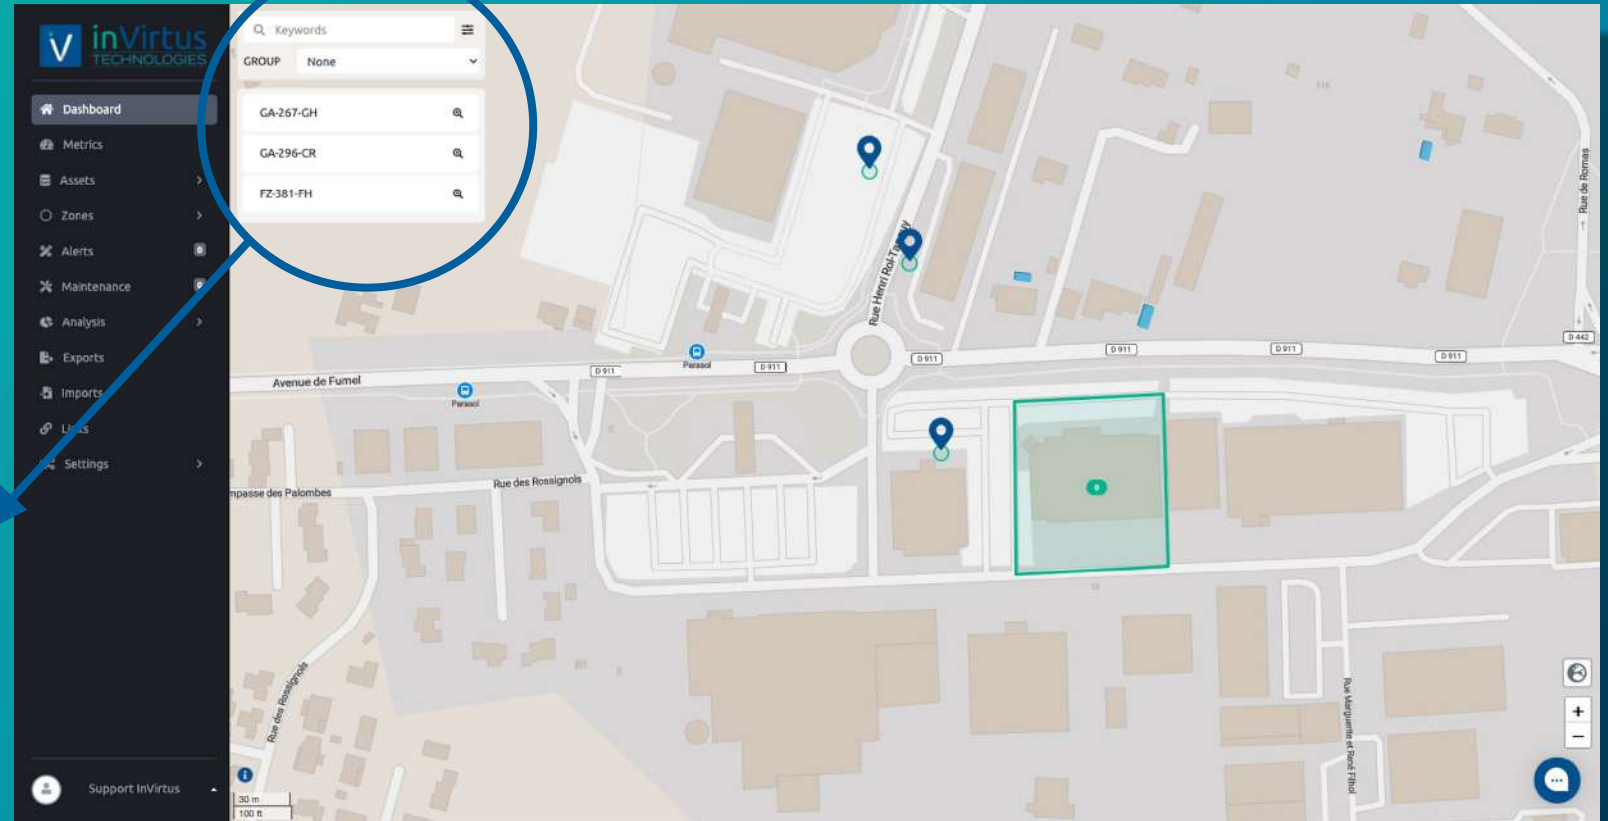 inVirtus
TECHNOLOGIES
Dashboard
Metrics
Assets
Zones
Alerts
0
Maintenance
Analysis
Exports
Imports
Settings
Support InVirtus
Keywords
GROUP None
GA-267-GH
GA-296-CR
FZ-381-FH
Rue de Romas
Rue Henri Rol-Tanguy
D 442
D 911
D 911
D 911
D 911
D 911
Parasol
Avenue de Fumel
Parasol
0
Rue des Rossignols
mpasse des Palombes
Rue des Rossignols
Rue Marguerite et René Filhol
30 m
100 ft